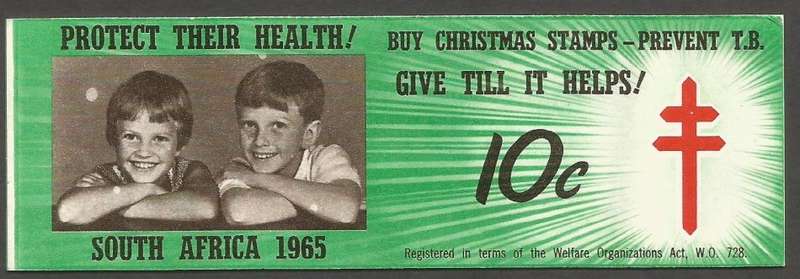 PROTECT THEIR HEALTH!
SOUTH AFRICA 1965
BUY CHRISTMAS STAMPS – PREVENT T.B.
GIVE TILL IT HELPS!
10c
Registered in terms of the Welfare Organizations Act, W.O. 728.